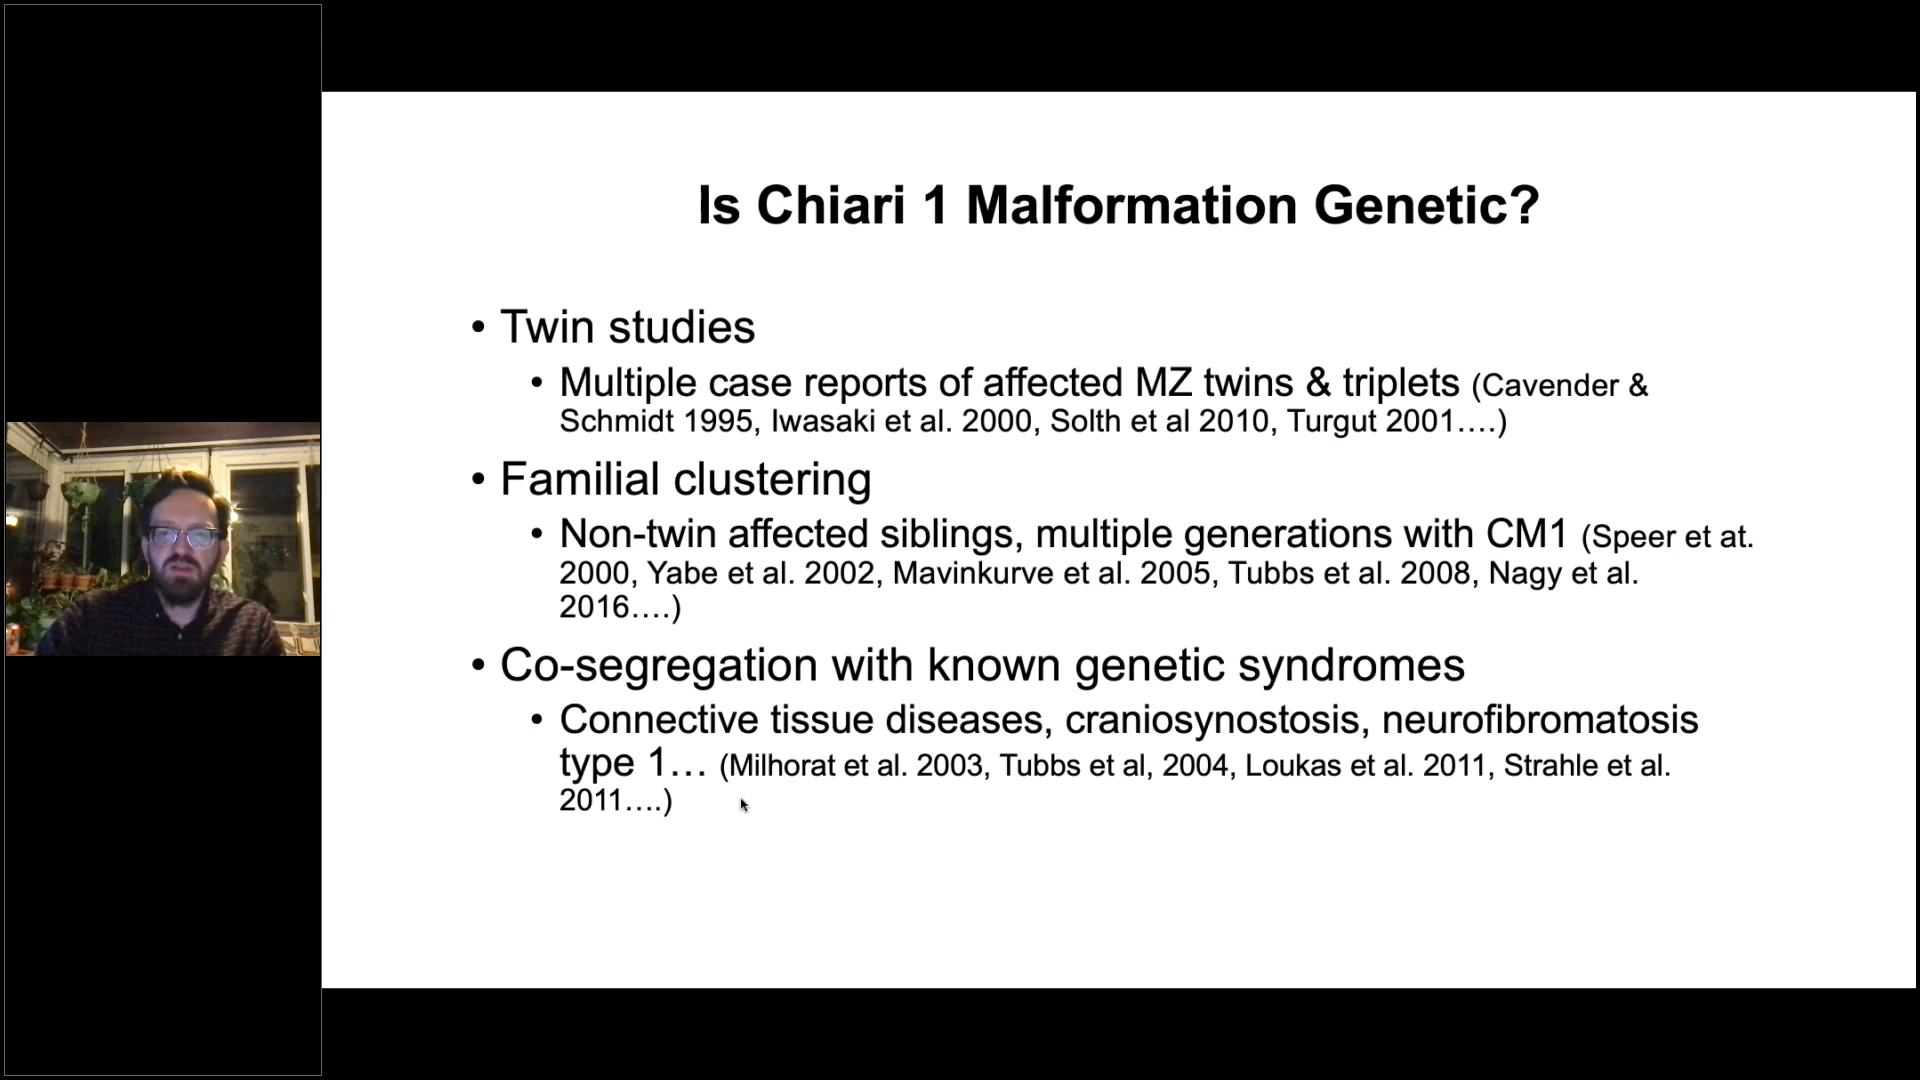 Is Chiari 1 Malformation Genetic?
• Twin studies
• Multiple case reports of affected MZ twins & triplets (Cavender &
Schmidt 1995, Iwasaki et al. 2000, Solth et al 2010, Turgut 2001….)
• Familial clustering
• Non-twin affected siblings, multiple generations with CM1 (Speer et at.
2000, Yabe et al. 2002, Mavinkurve et al. 2005, Tubbs et al. 2008, Nagy et al.
2016….)
• Co-segregation with known genetic syndromes
• Connective tissue diseases, craniosynostosis, neurofibromatosis
type 1… (Milhorat et al. 2003, Tubbs et al, 2004, Loukas et al. 2011, Strahle et al.
2011….)